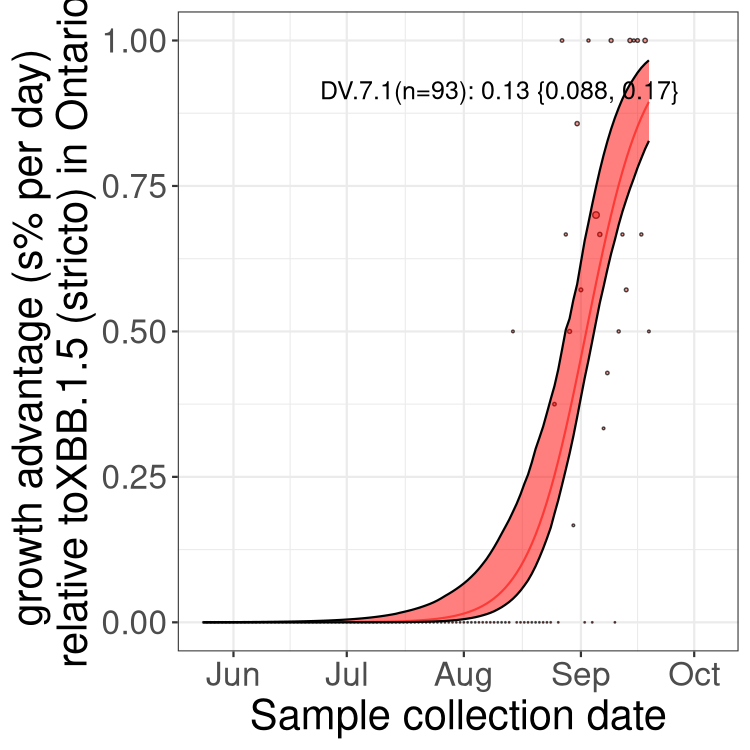 growth advantage (s% per day)
relative toXBB.1.5 (stricto) in Ontario
1.00
0.75
0.50
0.25
0.00
DV.7.1(n=93): 0.13 {0.088, 0.17}
Jun Jul Aug Sep Oct
Sample collection date